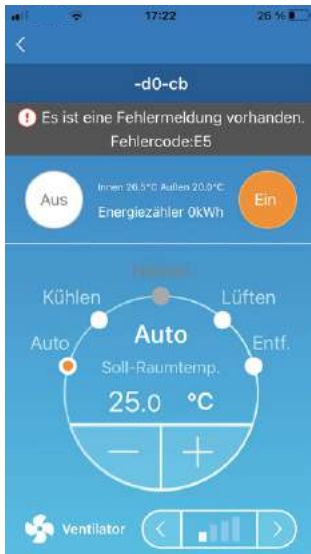 17:22
26 %
-d0-cb
Es ist eine Fehlermeldung vorhanden.
Fehlercode:E5
Aus
Innen 26.5°C Außen 20.0°C
Energiezähler 0kWh
Ein
Heizen
Kühlen
Lüften
Auto
Auto
Entf.
Soll-Raumtemp.
25.0 °C
Ventilator